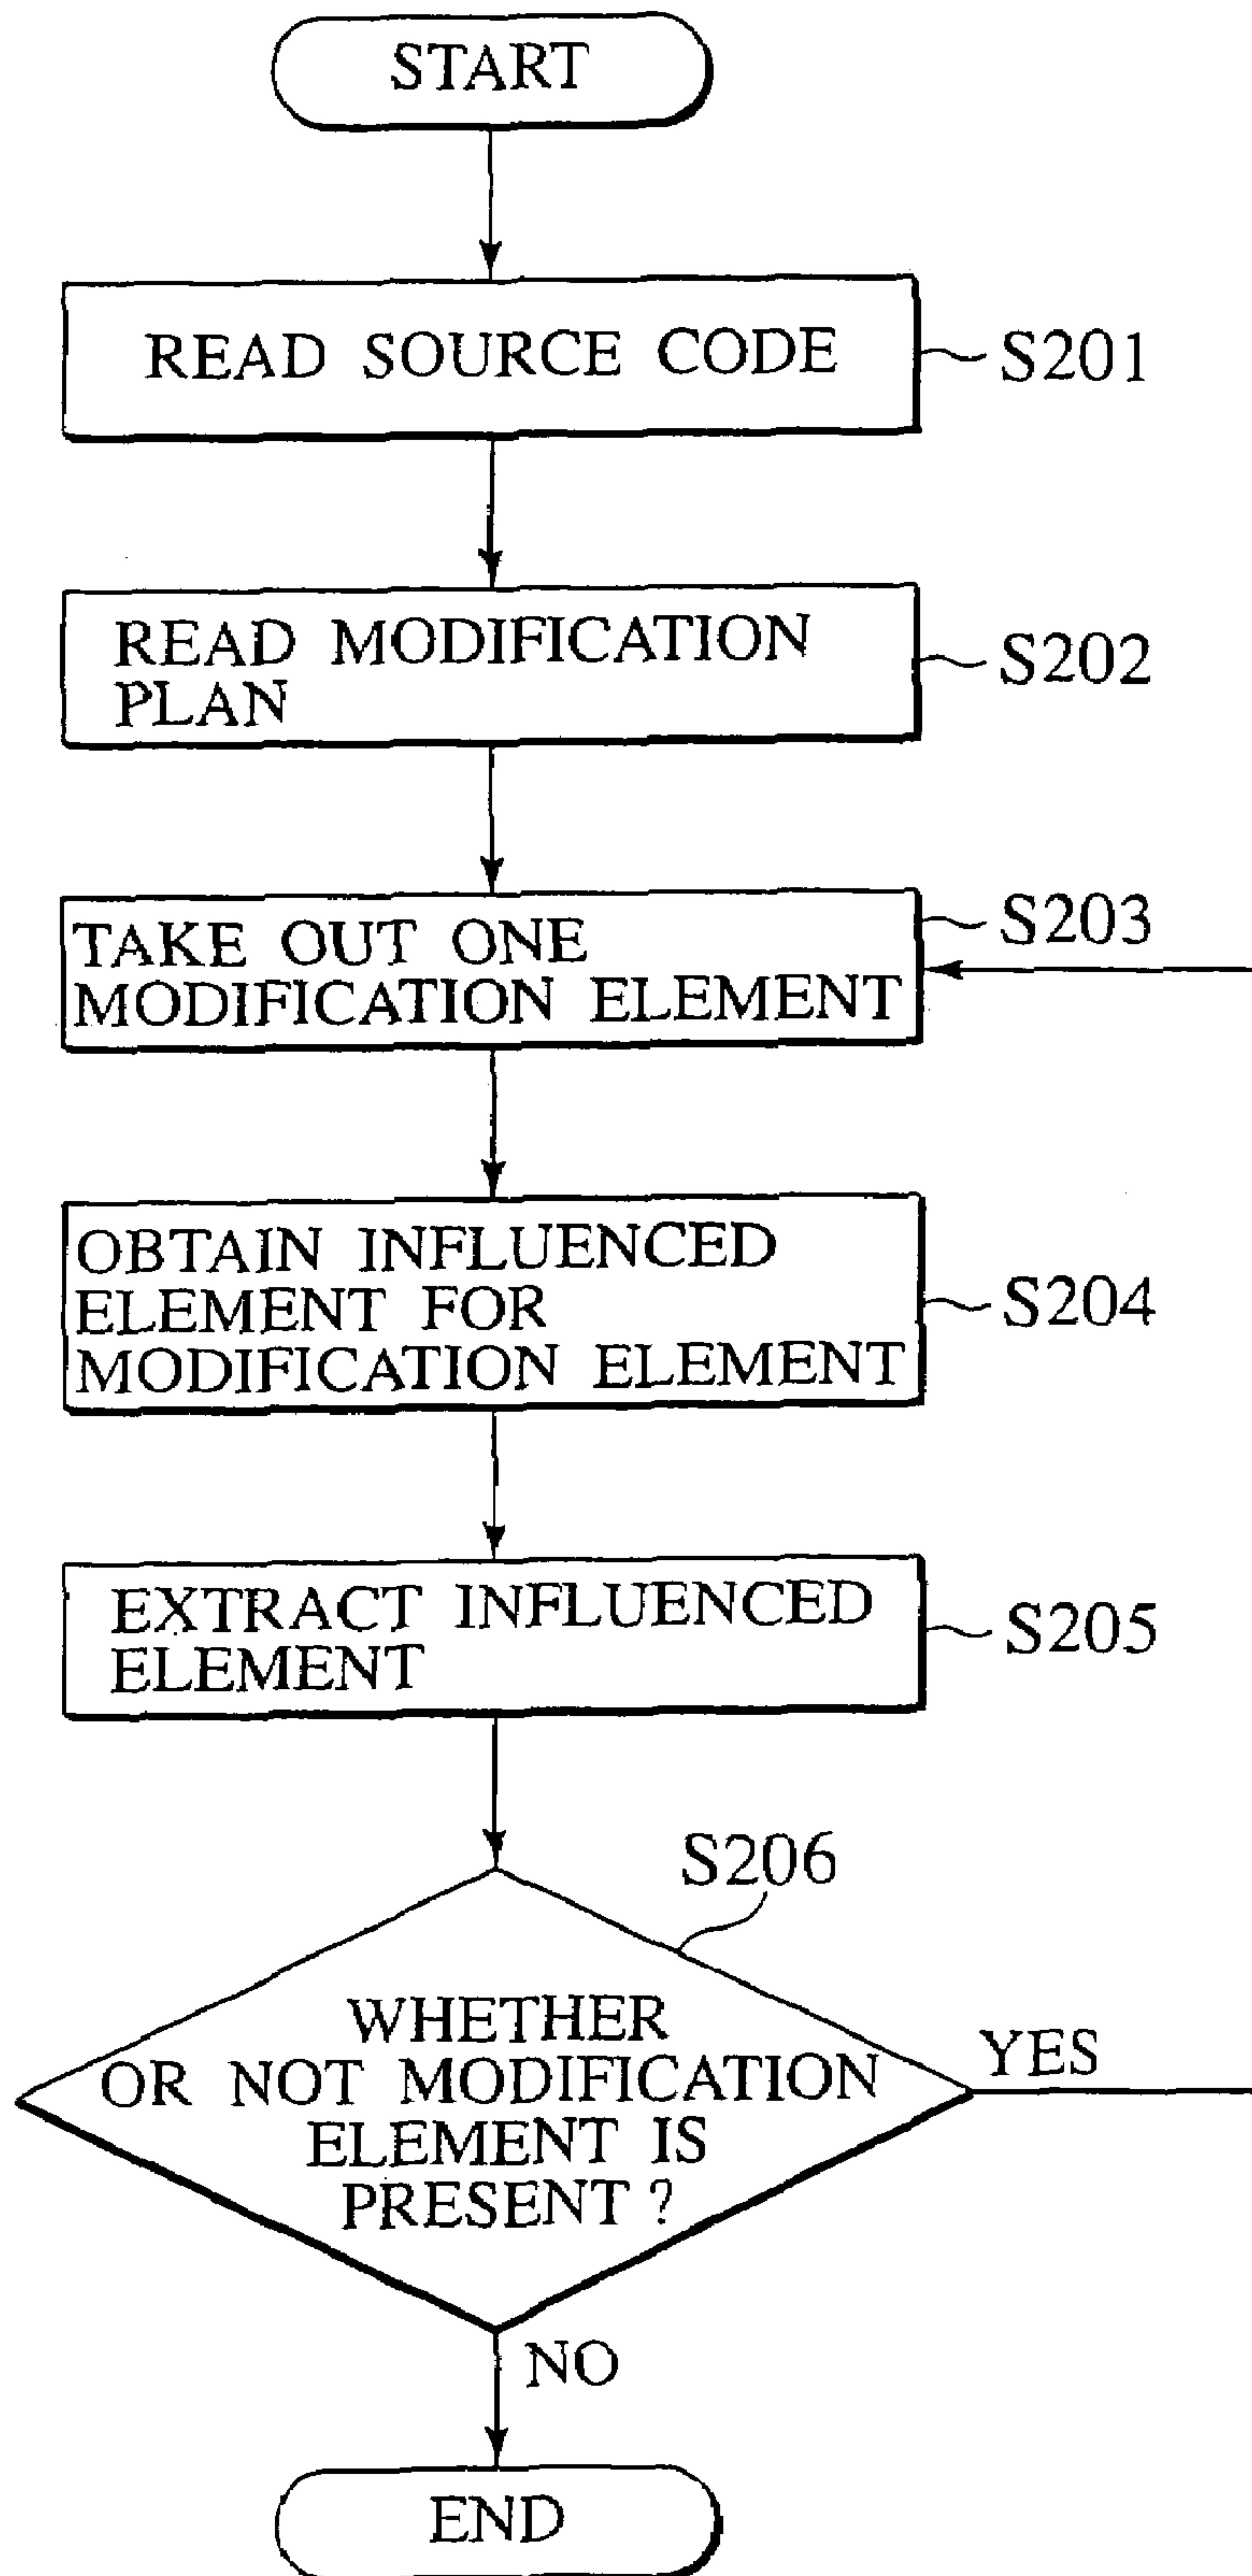 START
READ SOURCE CODE
S201
READ MODIFICATION
PLAN
S202
TAKE OUT ONE
MODIFICATION ELEMENT
S203
OBTAIN INFLUENCED
ELEMENT FOR
MODIFICATION ELEMENT
S204
EXTRACT INFLUENCED
ELEMENT
S205
S206
WHETHER
OR NOT MODIFICATION
ELEMENT IS
PRESENT ?
YES
NO
END